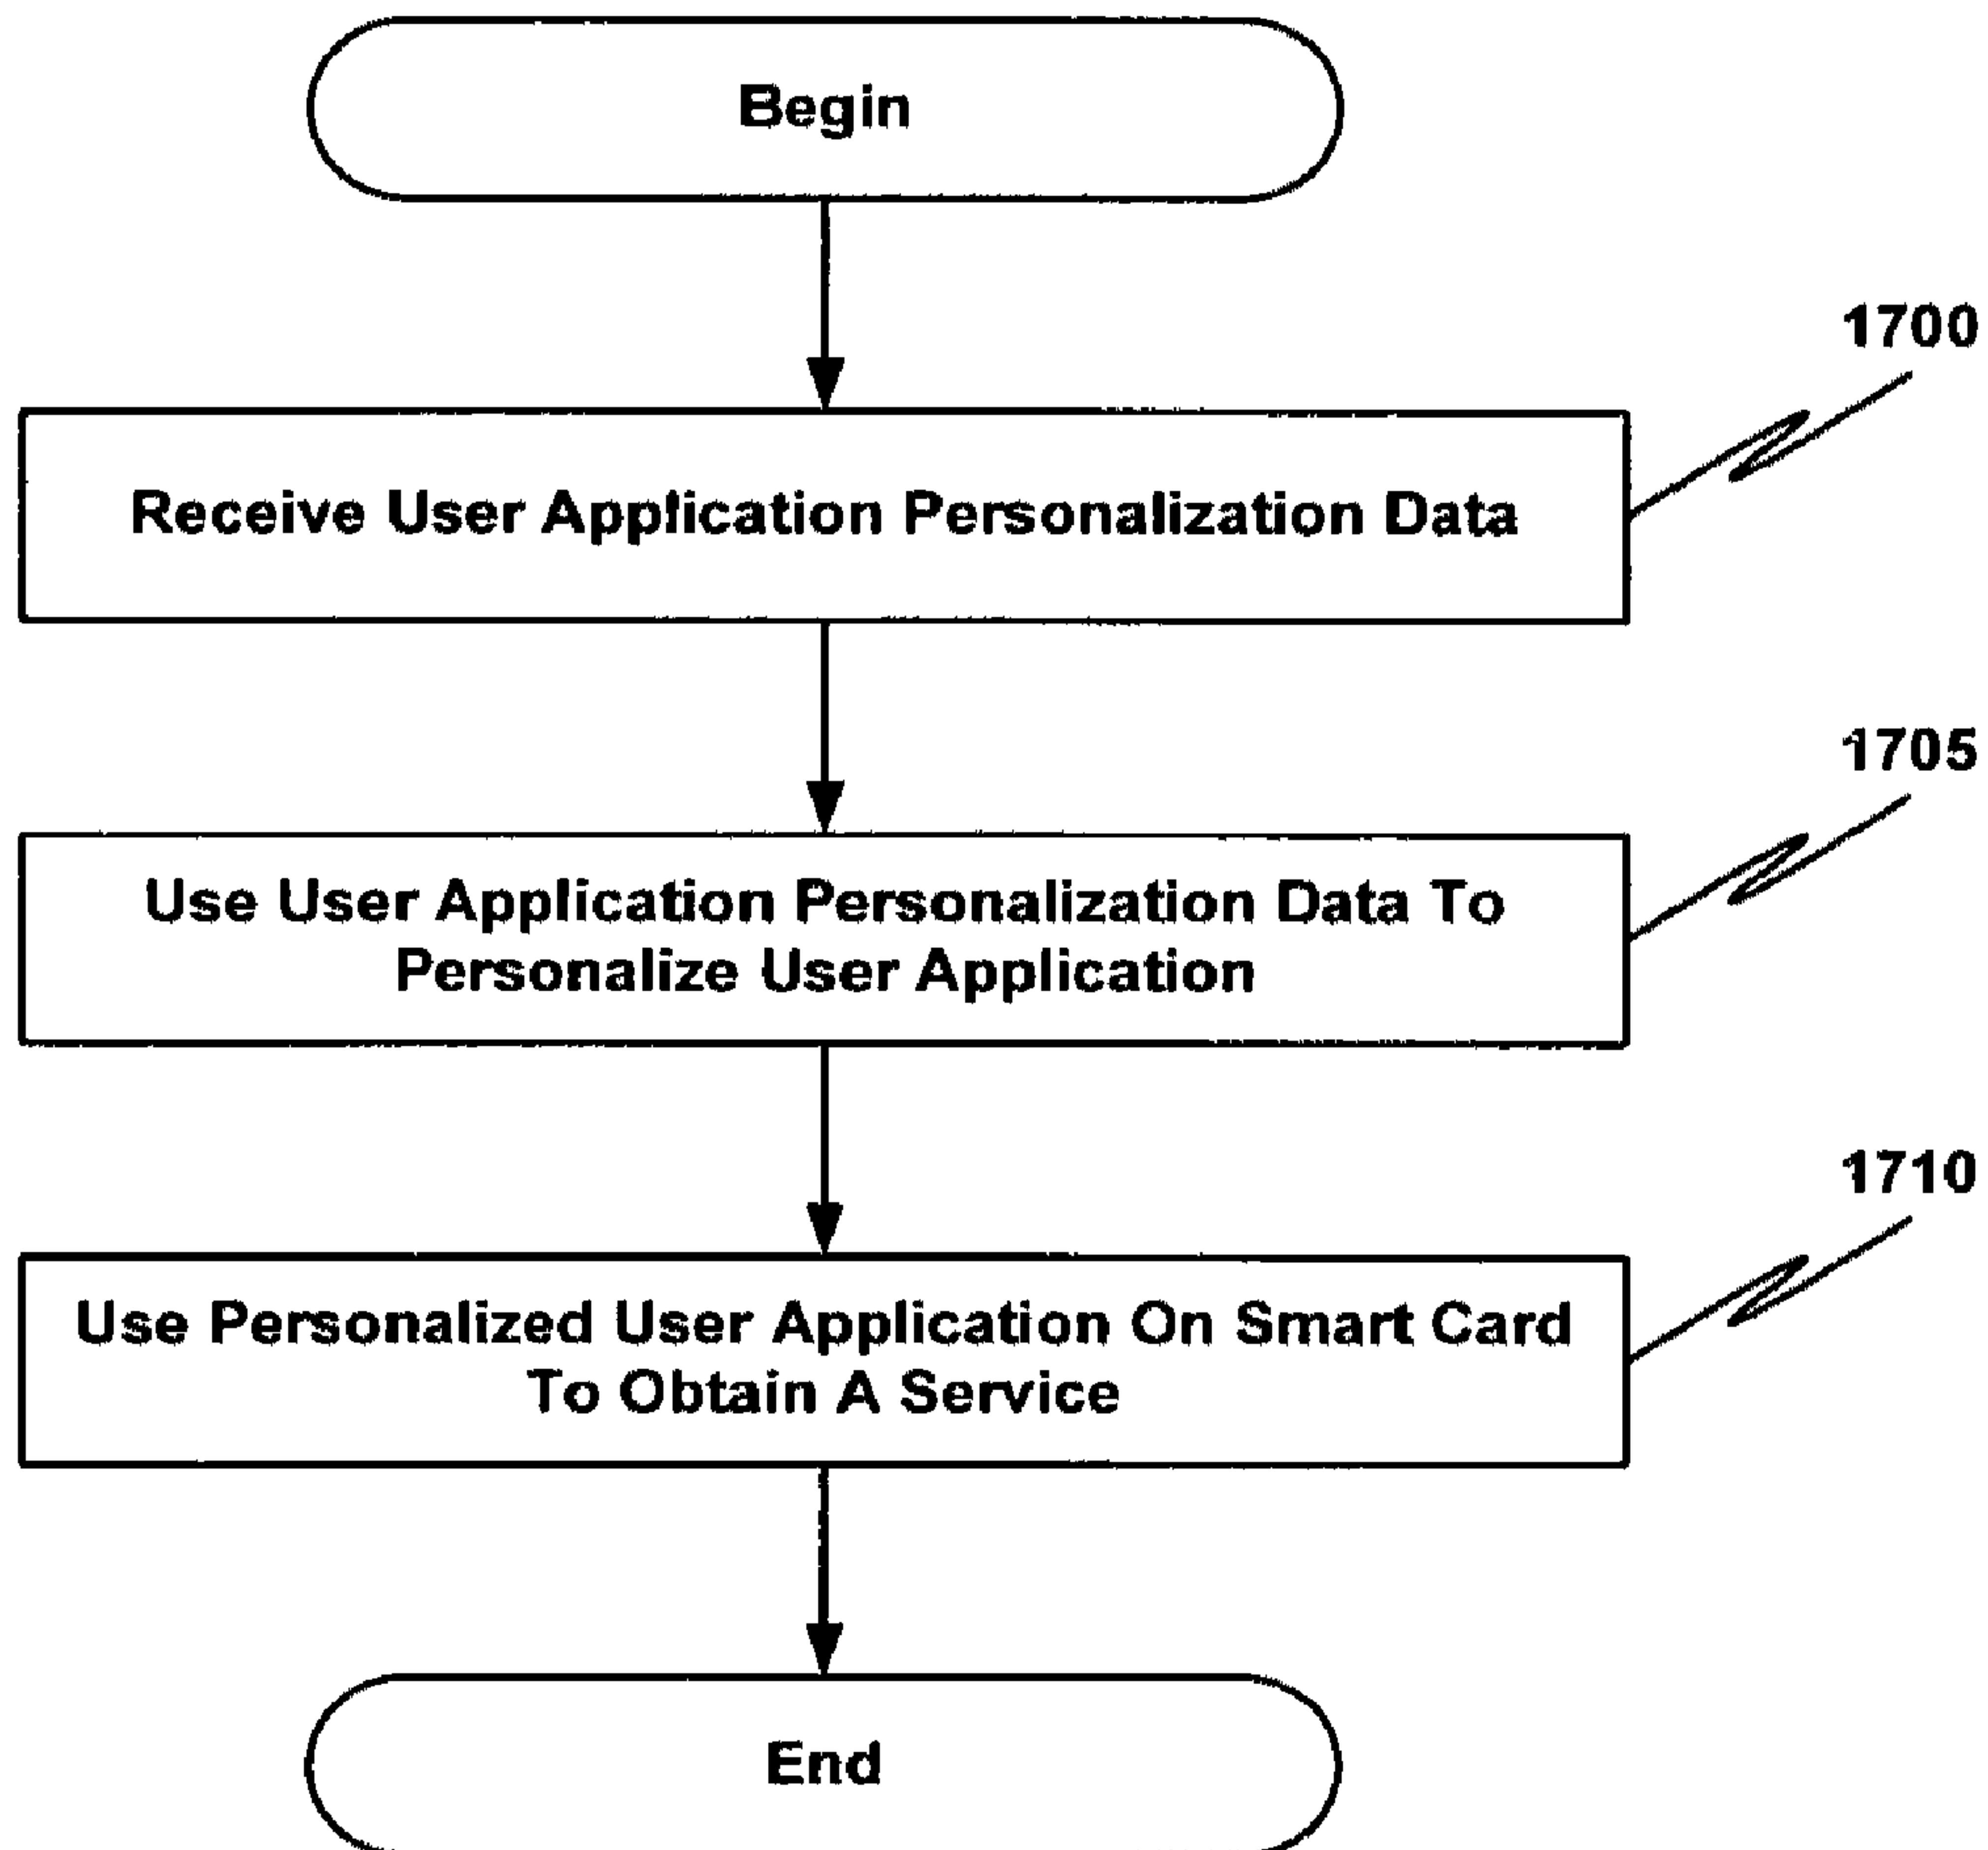 Begin
1700
Receive User Application Personalization Data
1705
Use User Application Personalization Data To
Personalize User Application
1710
Use Personalized User Application On Smart Card
To Obtain A Service
End